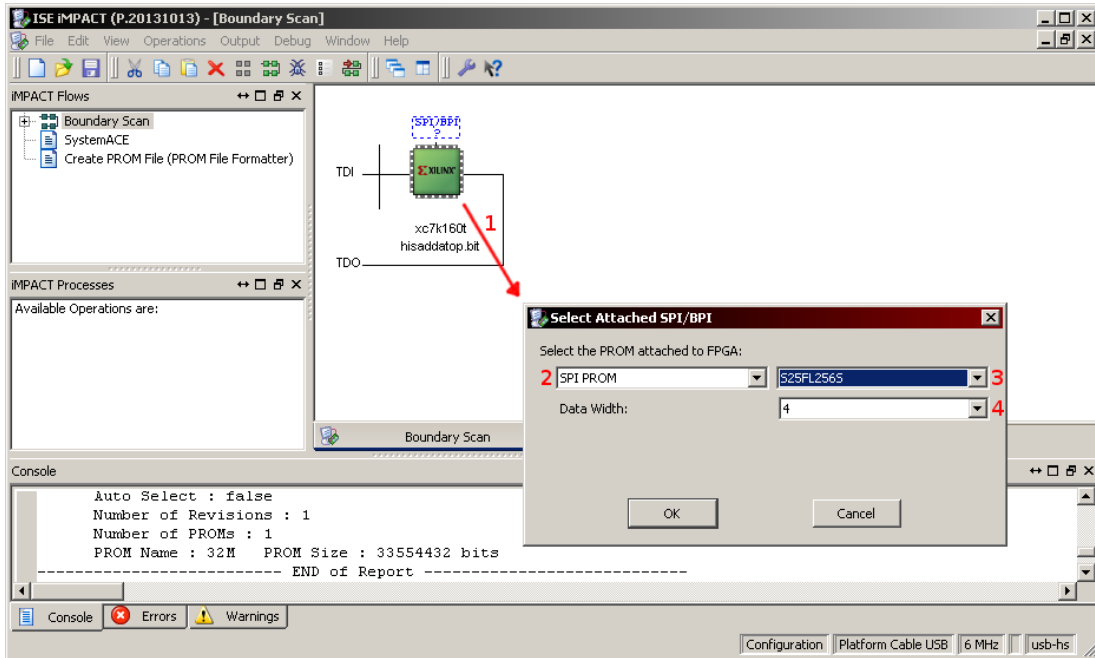 ISE iMPACT (P.20131013) - [Boundary Scan]
File Edit View Operations Output Debug Window Help
iMPACT Flows
Boundary Scan
SystemACE
Create PROM File (PROM File Formatter)
iMPACT Processes
Available Operations are:
SPI/BPI
?
TDI
XILINX
1
xc7k160t
hisaddatop.bit
TDO
Select Attached SPI/BPI
Select the PROM attached to FPGA:
2 SPI PROM S25FL256S 3
Data Width: 4 4
OK Cancel
Boundary Scan
Console
Auto Select : false
Number of Revisions : 1
Number of PROMs : 1
PROM Name : 32M PROM Size : 33554432 bits
-------------------------- END of Report ----------------------------
Console Errors Warnings
Configuration Platform Cable USB 6 MHz usb-hs